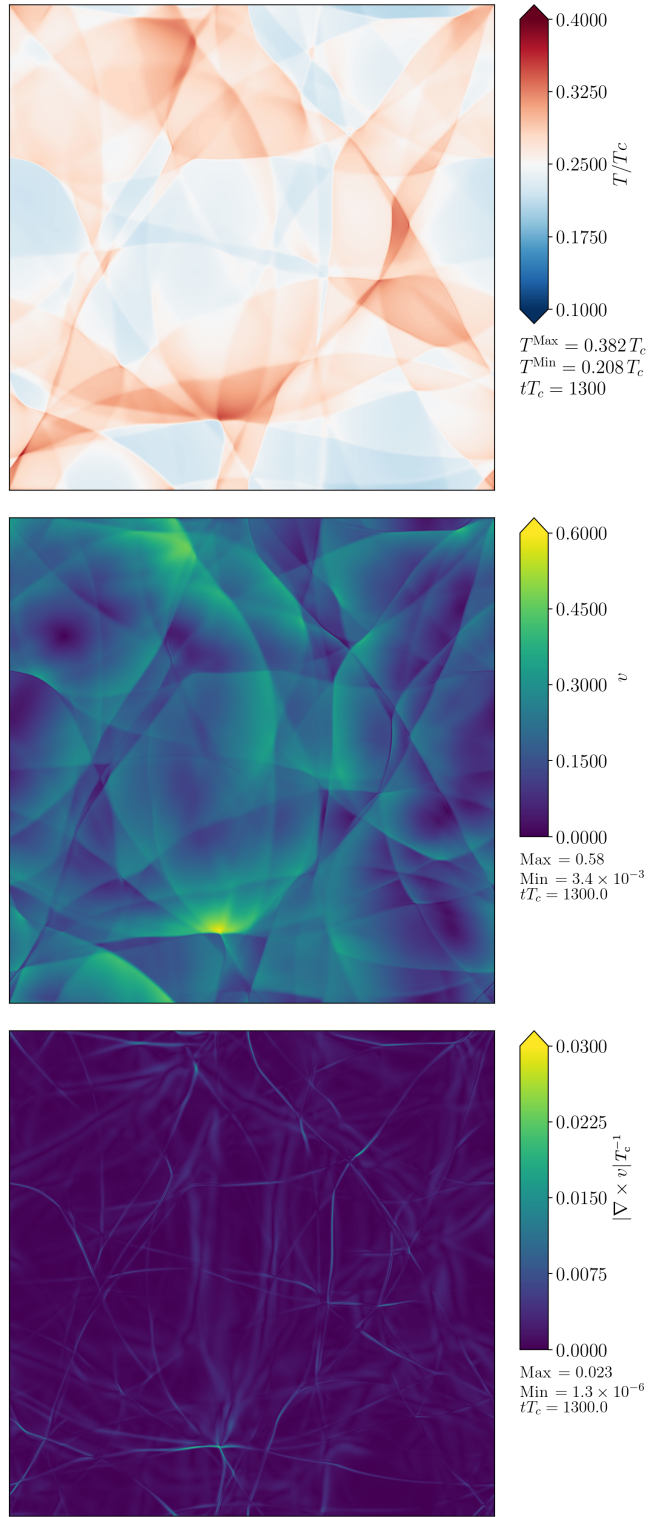 0.4000
0.3250
0.2500
0.1750
0.1000
T/Tc
T^Max = 0.382 T_c
T^Min = 0.208 T_c
tT_c = 1300
0.6000
0.4500
0.3000
0.1500
0.0000
v
Max = 0.58
Min = 3.4 × 10^−3
tT_c = 1300.0
0.0300
0.0225
0.0150
0.0075
0.0000
|∇ × v| T_c^−1
Max = 0.023
Min = 1.3 × 10^−6
tT_c = 1300.0